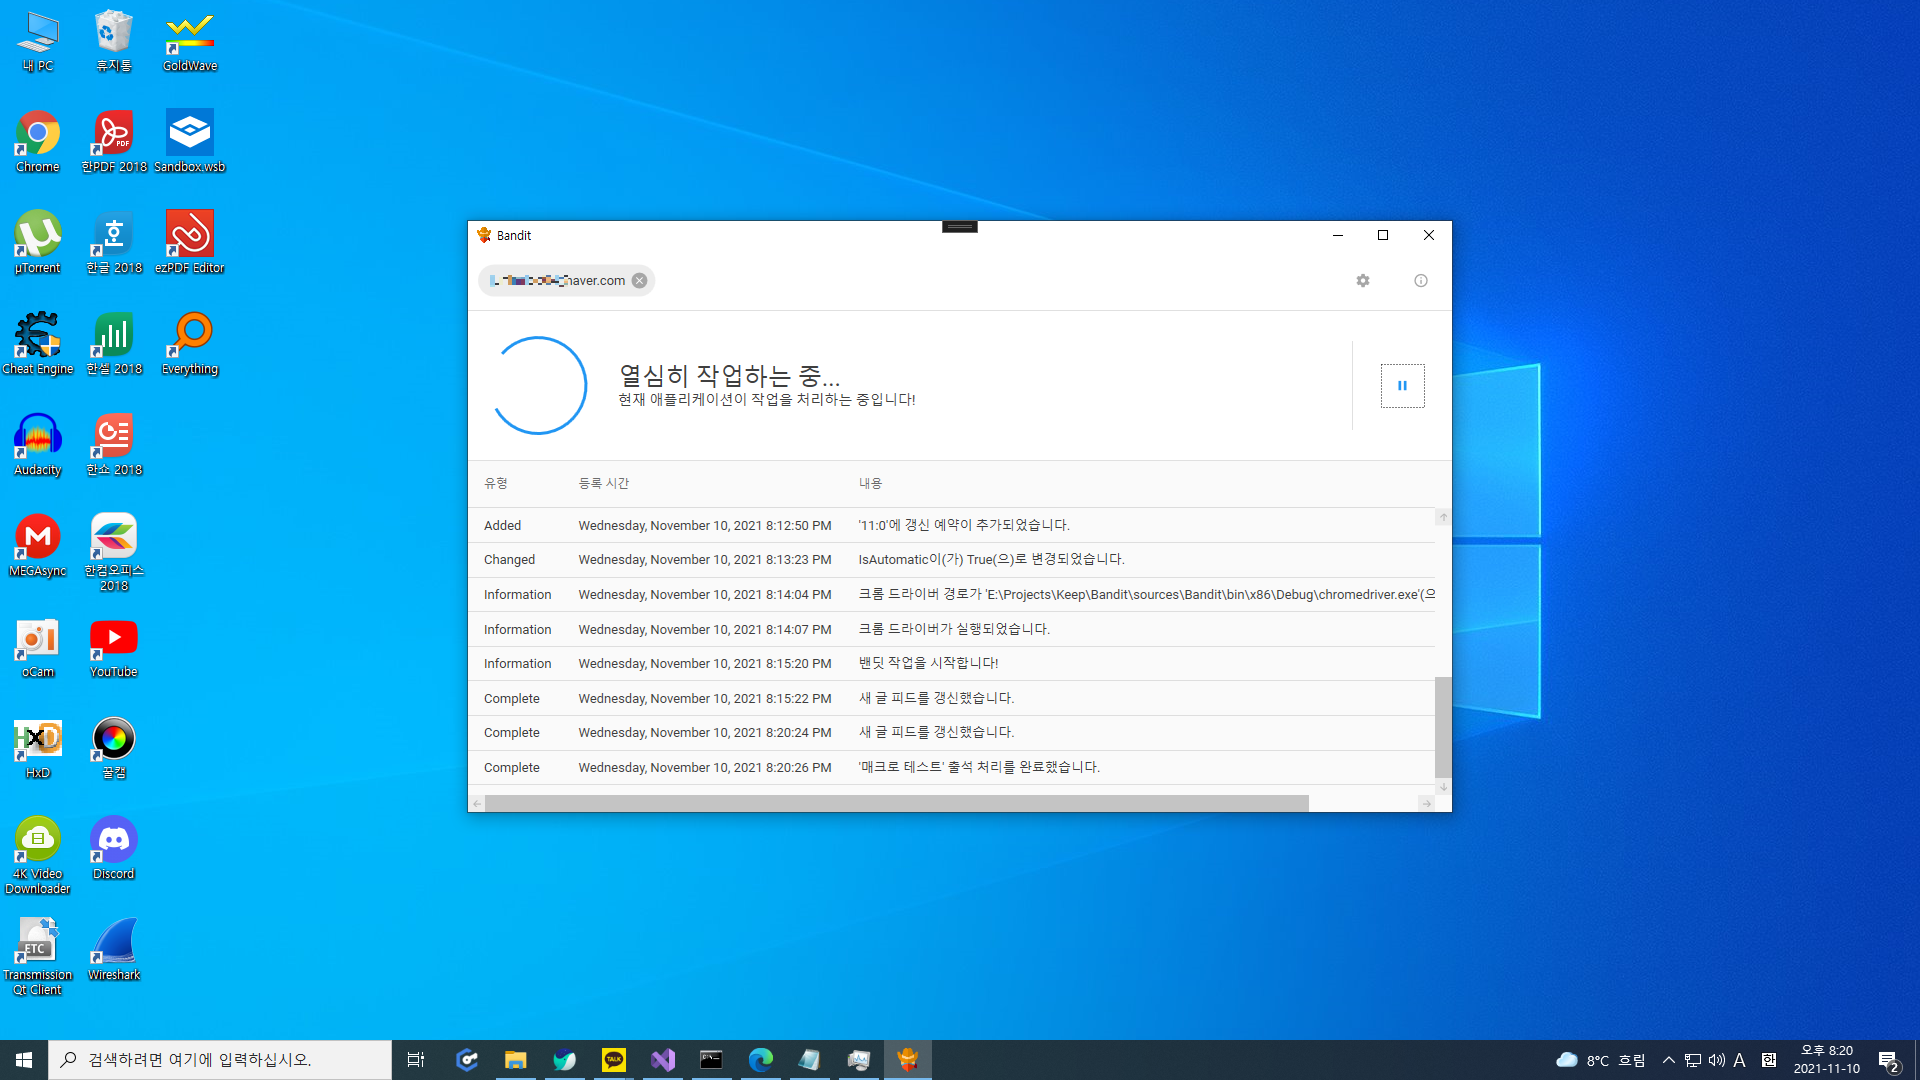 내 PC
휴지통
GoldWave
Chrome
한PDF 2018
Sandbox.wsb
µTorrent
한글 2018
ezPDF Editor
Cheat Engine
한셀 2018
Everything
Audacity
한쇼 2018
MEGAsync
한컴오피스
2018
oCam
YouTube
HxD
꿀캠
4K Video
Downloader
Discord
Transmission
Qt Client
Wireshark
Bandit
naver.com
열심히 작업하는 중...
현재 애플리케이션이 작업을 처리하는 중입니다!
유형 등록 시간 내용
Added Wednesday, November 10, 2021 8:12:50 PM '11:0'에 갱신 예약이 추가되었습니다.
Changed Wednesday, November 10, 2021 8:13:23 PM IsAutomatic이(가) True(으)로 변경되었습니다.
Information Wednesday, November 10, 2021 8:14:04 PM 크롬 드라이버 경로가 'E:\Projects\Keep\Bandit\sources\Bandit\bin\x86\Debug\chromedriver.exe'(으
Information Wednesday, November 10, 2021 8:14:07 PM 크롬 드라이버가 실행되었습니다.
Information Wednesday, November 10, 2021 8:15:20 PM 밴딧 작업을 시작합니다!
Complete Wednesday, November 10, 2021 8:15:22 PM 새 글 피드를 갱신했습니다.
Complete Wednesday, November 10, 2021 8:20:24 PM 새 글 피드를 갱신했습니다.
Complete Wednesday, November 10, 2021 8:20:26 PM '매크로 테스트' 출석 처리를 완료했습니다.
검색하려면 여기에 입력하십시오.
TALK
8°C 흐림
A
한
오후 8:20
2021-11-10
2
PDF
ETC
HxD